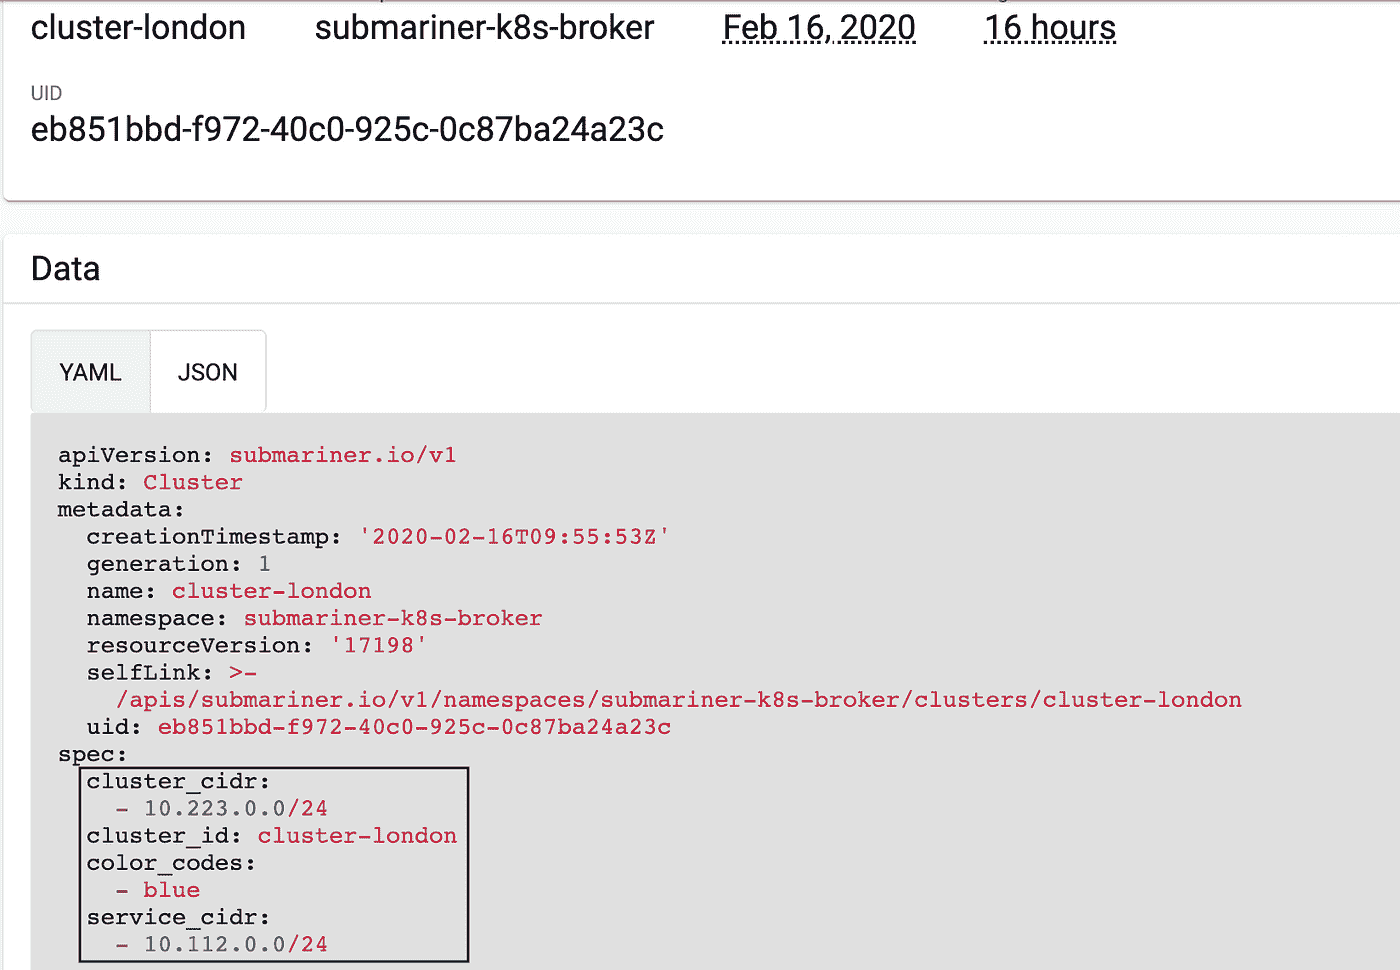 cluster-london submariner-k8s-broker Feb 16, 2020 16 hours
UID
eb851bbd-f972-40c0-925c-0c87ba24a23c
Data
YAML JSON
apiVersion: submariner.io/v1
kind: Cluster
metadata:
  creationTimestamp: '2020-02-16T09:55:53Z'
  generation: 1
  name: cluster-london
  namespace: submariner-k8s-broker
  resourceVersion: '17198'
  selfLink: >-
    /apis/submariner.io/v1/namespaces/submariner-k8s-broker/clusters/cluster-london
  uid: eb851bbd-f972-40c0-925c-0c87ba24a23c
spec:
  cluster_cidr:
    - 10.223.0.0/24
  cluster_id: cluster-london
  color_codes:
    - blue
  service_cidr:
    - 10.112.0.0/24